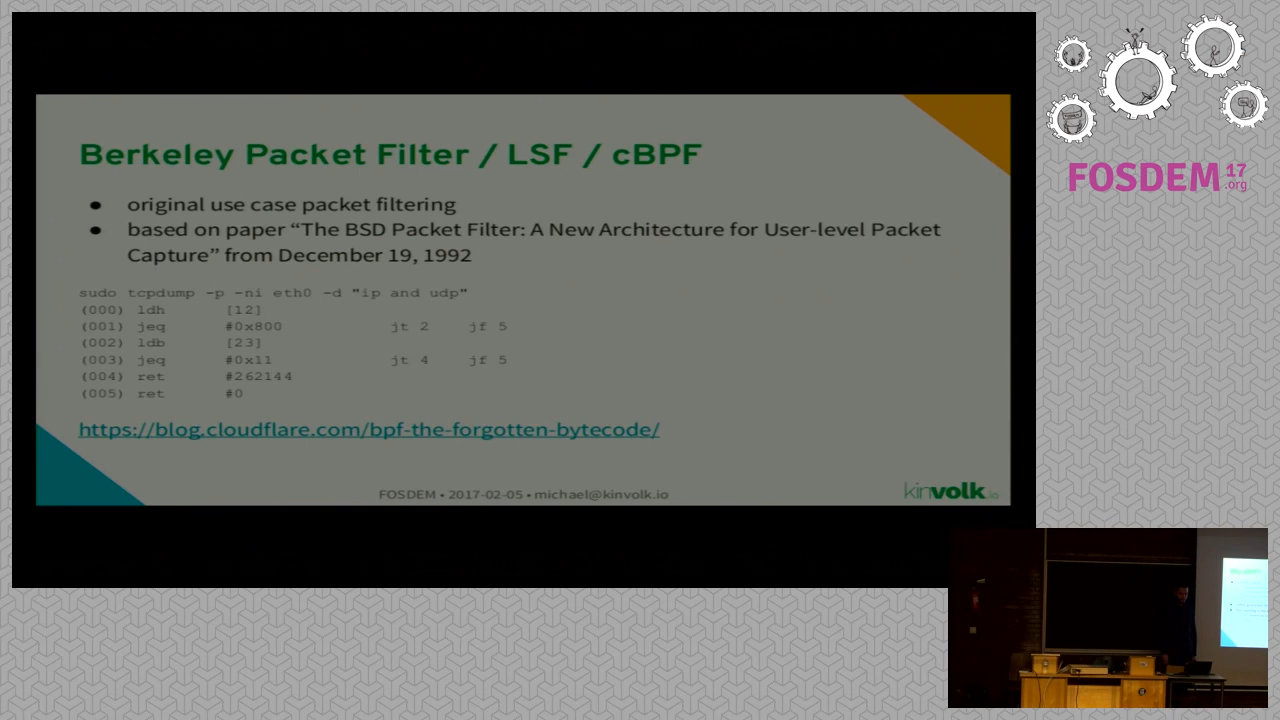 Berkeley Packet Filter / LSF / cBPF
● original use case packet filtering
● based on paper “The BSD Packet Filter: A New Architecture for User-level Packet
Capture” from December 19, 1992
sudo tcpdump -p -ni eth0 -d "ip and udp"
(000) ldh [12]
(001) jeq #0x800 jt 2 jf 5
(002) ldb [23]
(003) jeq #0x11 jt 4 jf 5
(004) ret #262144
(005) ret #0
https://blog.cloudflare.com/bpf-the-forgotten-bytecode/
FOSDEM • 2017-02-05 • michael@kinvolk.io
kinvolk.io
FOSDEM 17
.org